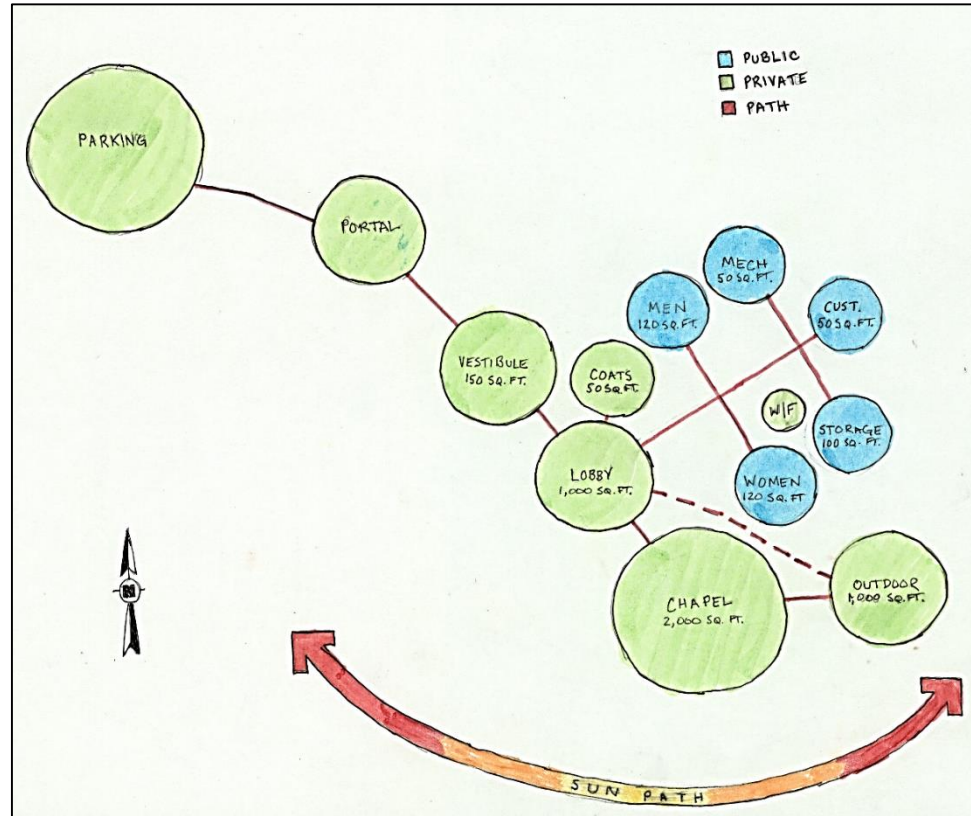 PUBLIC
PRIVATE
PATH
PARKING
PORTAL
MECH
50 SQ.FT.
MEN
120 SQ.FT.
CUST.
50 SQ.FT.
VESTIBULE
150 SQ.FT.
COATS
50 SQ.FT.
W/F
STORAGE
100 SQ.FT.
LOBBY
1,000 SQ.FT.
WOMEN
120 SQ.FT.
OUTDOOR
1,000 SQ.FT.
CHAPEL
2,000 SQ. FT.
N
SUN PATH